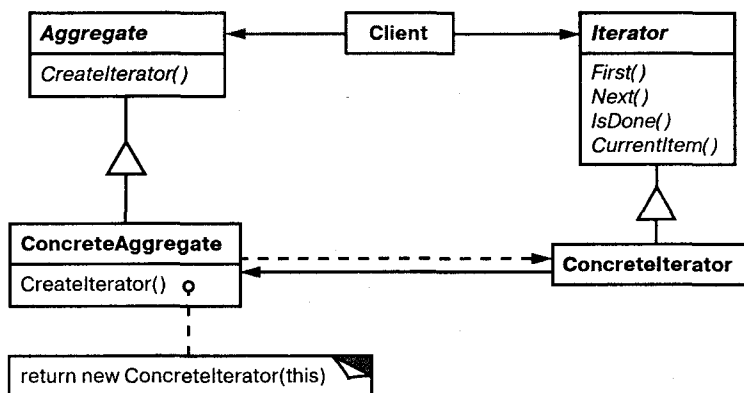 Aggregate
CreateIterator()
Client
Iterator
First()
Next()
IsDone()
CurrentItem()
ConcreteAggregate
CreateIterator()
ConcreteIterator
return new ConcreteIterator(this)